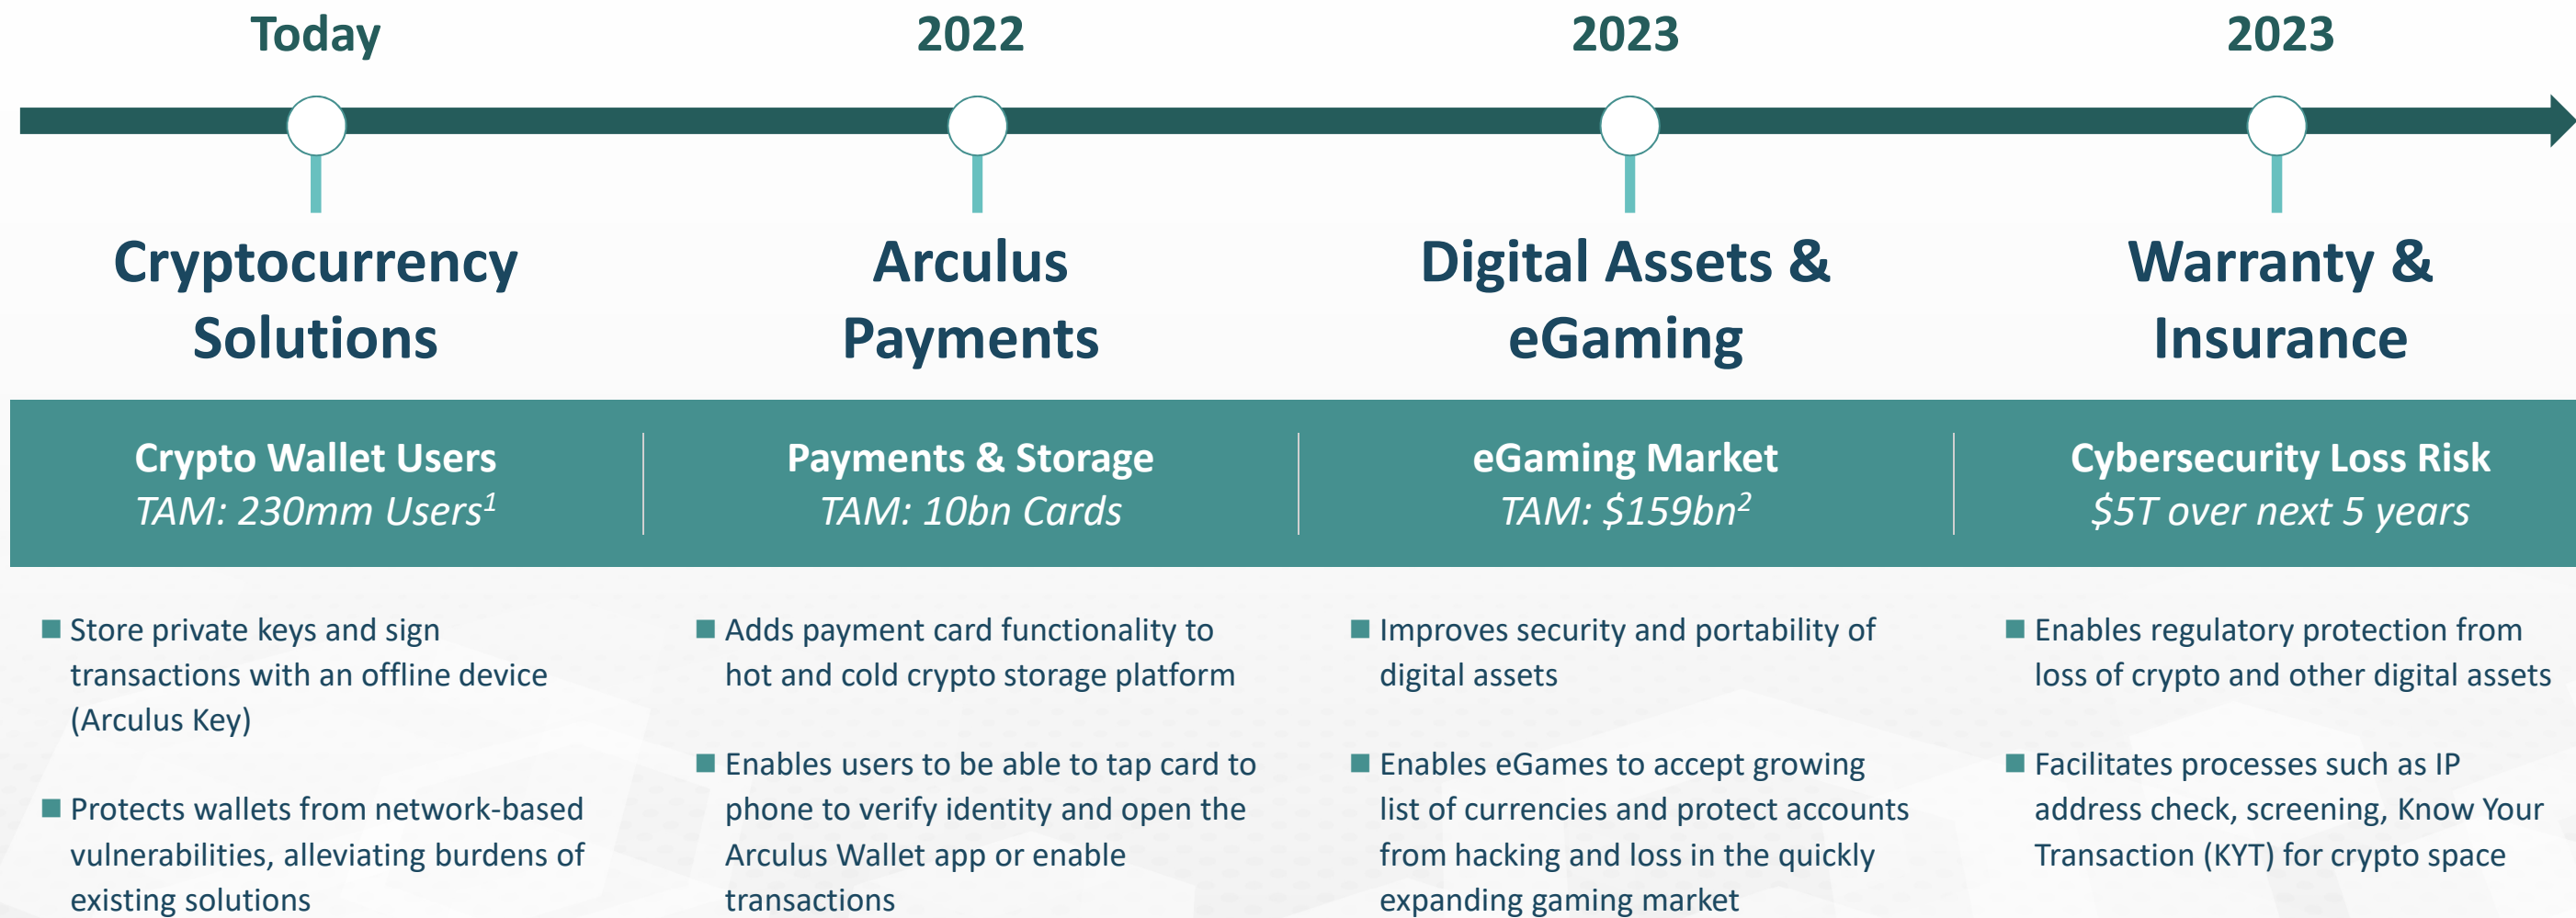 Today
2022
2023
2023
Cryptocurrency
Solutions
Arculus
Payments
Digital Assets &
eGaming
Warranty &
Insurance
Crypto Wallet Users
TAM: 230mm Users1
Payments & Storage
TAM: 10bn Cards
eGaming Market
TAM: $159bn2
Cybersecurity Loss Risk
$5T over next 5 years
Store private keys and sign
transactions with an offline device
(Arculus Key)
Protects wallets from network-based
vulnerabilities, alleviating burdens of
existing solutions
Adds payment card functionality to
hot and cold crypto storage platform
Enables users to be able to tap card to
phone to verify identity and open the
Arculus Wallet app or enable
transactions
Improves security and portability of
digital assets
Enables eGames to accept growing
list of currencies and protect accounts
from hacking and loss in the quickly
expanding gaming market
Enables regulatory protection from
loss of crypto and other digital assets
Facilitates processes such as IP
address check, screening, Know Your
Transaction (KYT) for crypto space